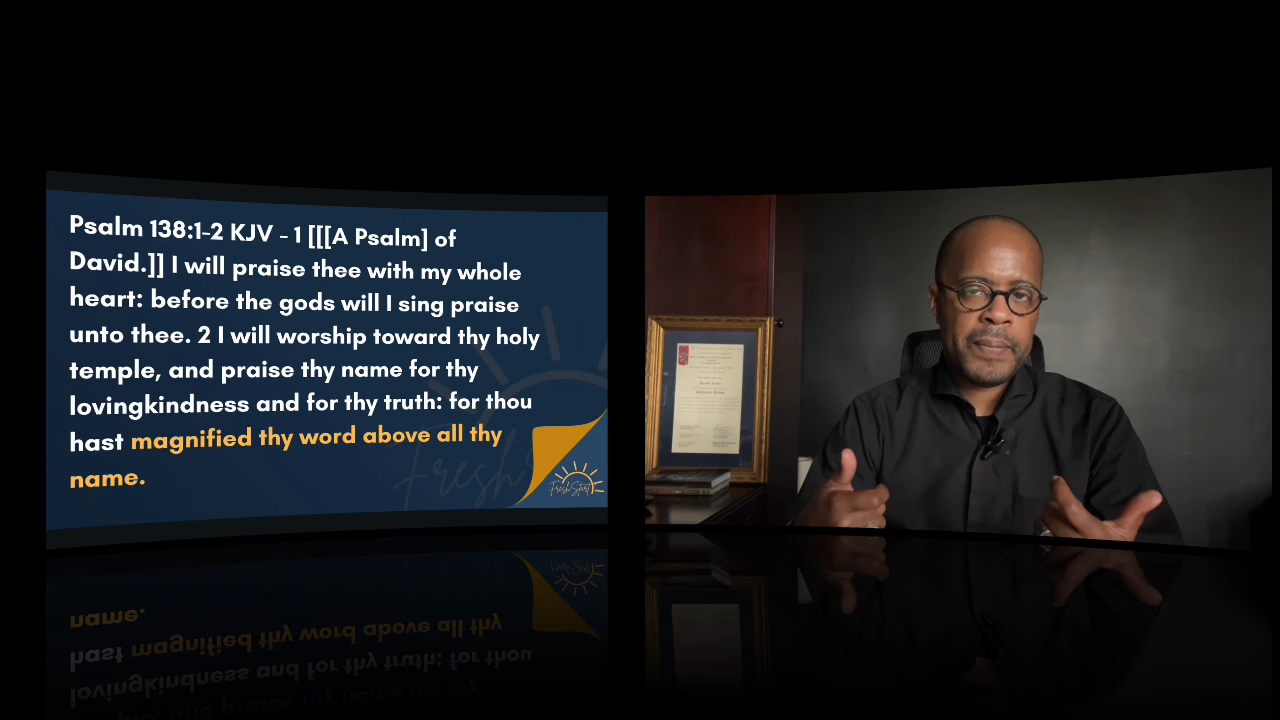 Psalm 138:1-2 KJV - 1 [[[A Psalm] of
David.]] I will praise thee with my whole
heart: before the gods will I sing praise
unto thee. 2 I will worship toward thy holy
temple, and praise thy name for thy
lovingkindness and for thy truth: for thou
hast magnified thy word above all thy
name.
FreshStart